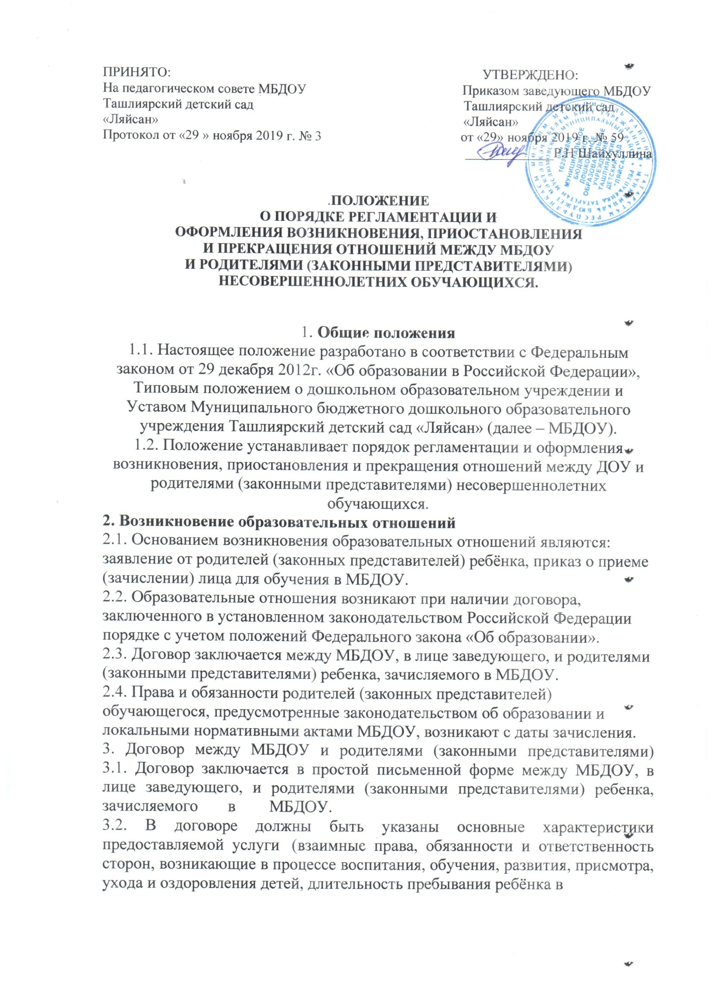 ПРИНЯТО:
На педагогическом совете МБДОУ
Ташлиярский детский сад
«Ляйсан»
Протокол от «29 » ноября 2019 г. № 3
УТВЕРЖДЕНО:
Приказом заведующего МБДОУ
Ташлиярский детский сад
«Ляйсан»
от «29» ноября 2019 г. № 59
Р.Н Шайхуллина
МУНИЦИПАЛЬНОЕ
БЮДЖЕТНОЕ
ДОШКОЛЬНОЕ
ОБРАЗОВАТЕЛЬНОЕ
УЧРЕЖДЕНИЕ
ТАШЛИЯРСКИЙ
ДЕТСКИЙ САД
"ЛЯЙСАН"
.ПОЛОЖЕНИЕ
О ПОРЯДКЕ РЕГЛАМЕНТАЦИИ И
ОФОРМЛЕНИЯ ВОЗНИКНОВЕНИЯ, ПРИОСТАНОВЛЕНИЯ
И ПРЕКРАЩЕНИЯ ОТНОШЕНИЙ МЕЖДУ МБДОУ
И РОДИТЕЛЯМИ (ЗАКОННЫМИ ПРЕДСТАВИТЕЛЯМИ)
НЕСОВЕРШЕННОЛЕТНИХ ОБУЧАЮЩИХСЯ.
1. Общие положения
1.1. Настоящее положение разработано в соответствии с Федеральным
законом от 29 декабря 2012г. «Об образовании в Российской Федерации»,
Типовым положением о дошкольном образовательном учреждении и
Уставом Муниципального бюджетного дошкольного образовательного
учреждения Ташлиярский детский сад «Ляйсан» (далее – МБДОУ).
1.2. Положение устанавливает порядок регламентации и оформления
возникновения, приостановления и прекращения отношений между ДОУ и
родителями (законными представителями) несовершеннолетних
обучающихся.
2. Возникновение образовательных отношений
2.1. Основанием возникновения образовательных отношений являются:
заявление от родителей (законных представителей) ребёнка, приказ о приеме
(зачислении) лица для обучения в МБДОУ.
2.2. Образовательные отношения возникают при наличии договора,
заключенного в установленном законодательством Российской Федерации
порядке с учетом положений Федерального закона «Об образовании».
2.3. Договор заключается между МБДОУ, в лице заведующего, и родителями
(законными представителями) ребенка, зачисляемого в МБДОУ.
2.4. Права и обязанности родителей (законных представителей)
обучающегося, предусмотренные законодательством об образовании и
локальными нормативными актами МБДОУ, возникают с даты зачисления.
3. Договор между МБДОУ и родителями (законными представителями)
3.1. Договор заключается в простой письменной форме между МБДОУ, в
лице заведующего, и родителями (законными представителями) ребенка,
зачисляемого в МБДОУ.
3.2. В договоре должны быть указаны основные характеристики
предоставляемой услуги (взаимные права, обязанности и ответственность
сторон, возникающие в процессе воспитания, обучения, развития, присмотра,
ухода и оздоровления детей, длительность пребывания ребёнка в